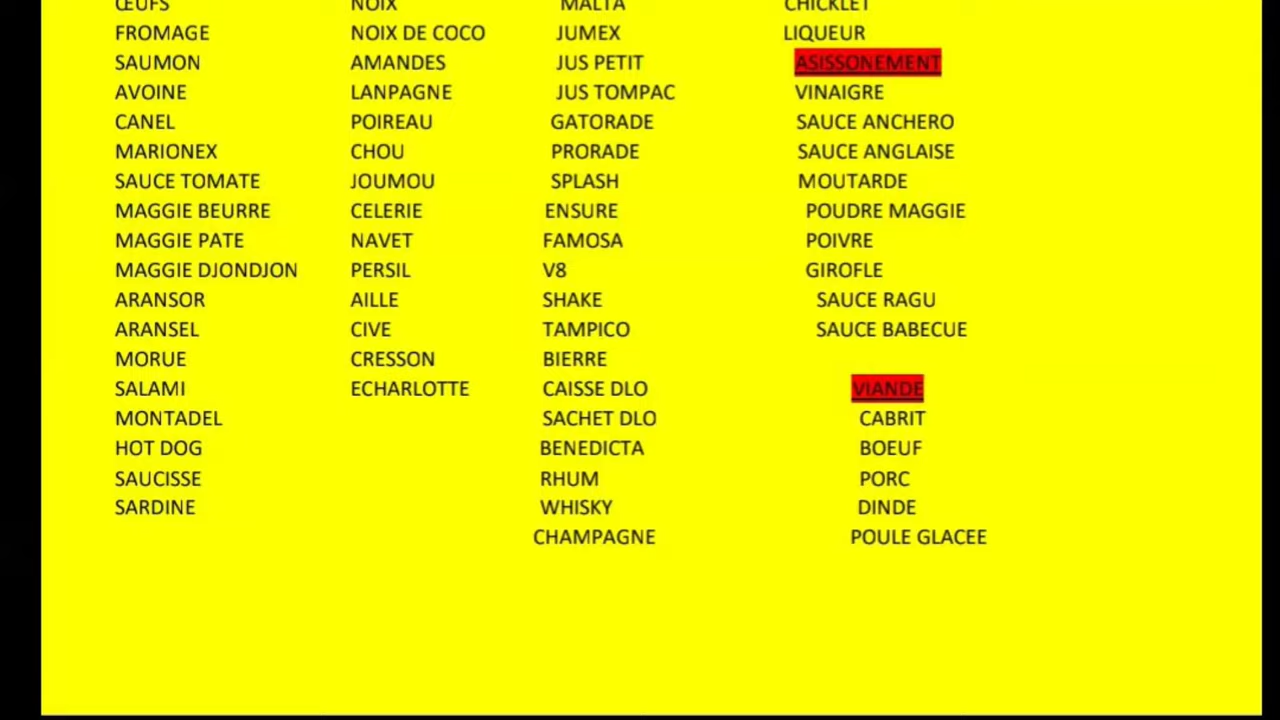 ŒUFS NOIX MALTA CHICKLET
FROMAGE NOIX DE COCO JUMEX LIQUEUR
SAUMON AMANDES JUS PETIT ASISSONEMENT
AVOINE LANPAGNE JUS TOMPAC VINAIGRE
CANEL POIREAU GATORADE SAUCE ANCHERO
MARIONEX CHOU PRORADE SAUCE ANGLAISE
SAUCE TOMATE JOUMOU SPLASH MOUTARDE
MAGGIE BEURRE CELERIE ENSURE POUDRE MAGGIE
MAGGIE PATE NAVET FAMOSA POIVRE
MAGGIE DJONDJON PERSIL V8 GIROFLE
ARANSOR AILLE SHAKE SAUCE RAGU
ARANSEL CIVE TAMPICO SAUCE BABECUE
MORUE CRESSON BIERRE
SALAMI ECHARLOTTE CAISSE DLO VIANDE
MONTADEL SACHET DLO CABRIT
HOT DOG BENEDICTA BOEUF
SAUCISSE RHUM PORC
SARDINE WHISKY DINDE
CHAMPAGNE POULE GLACEE